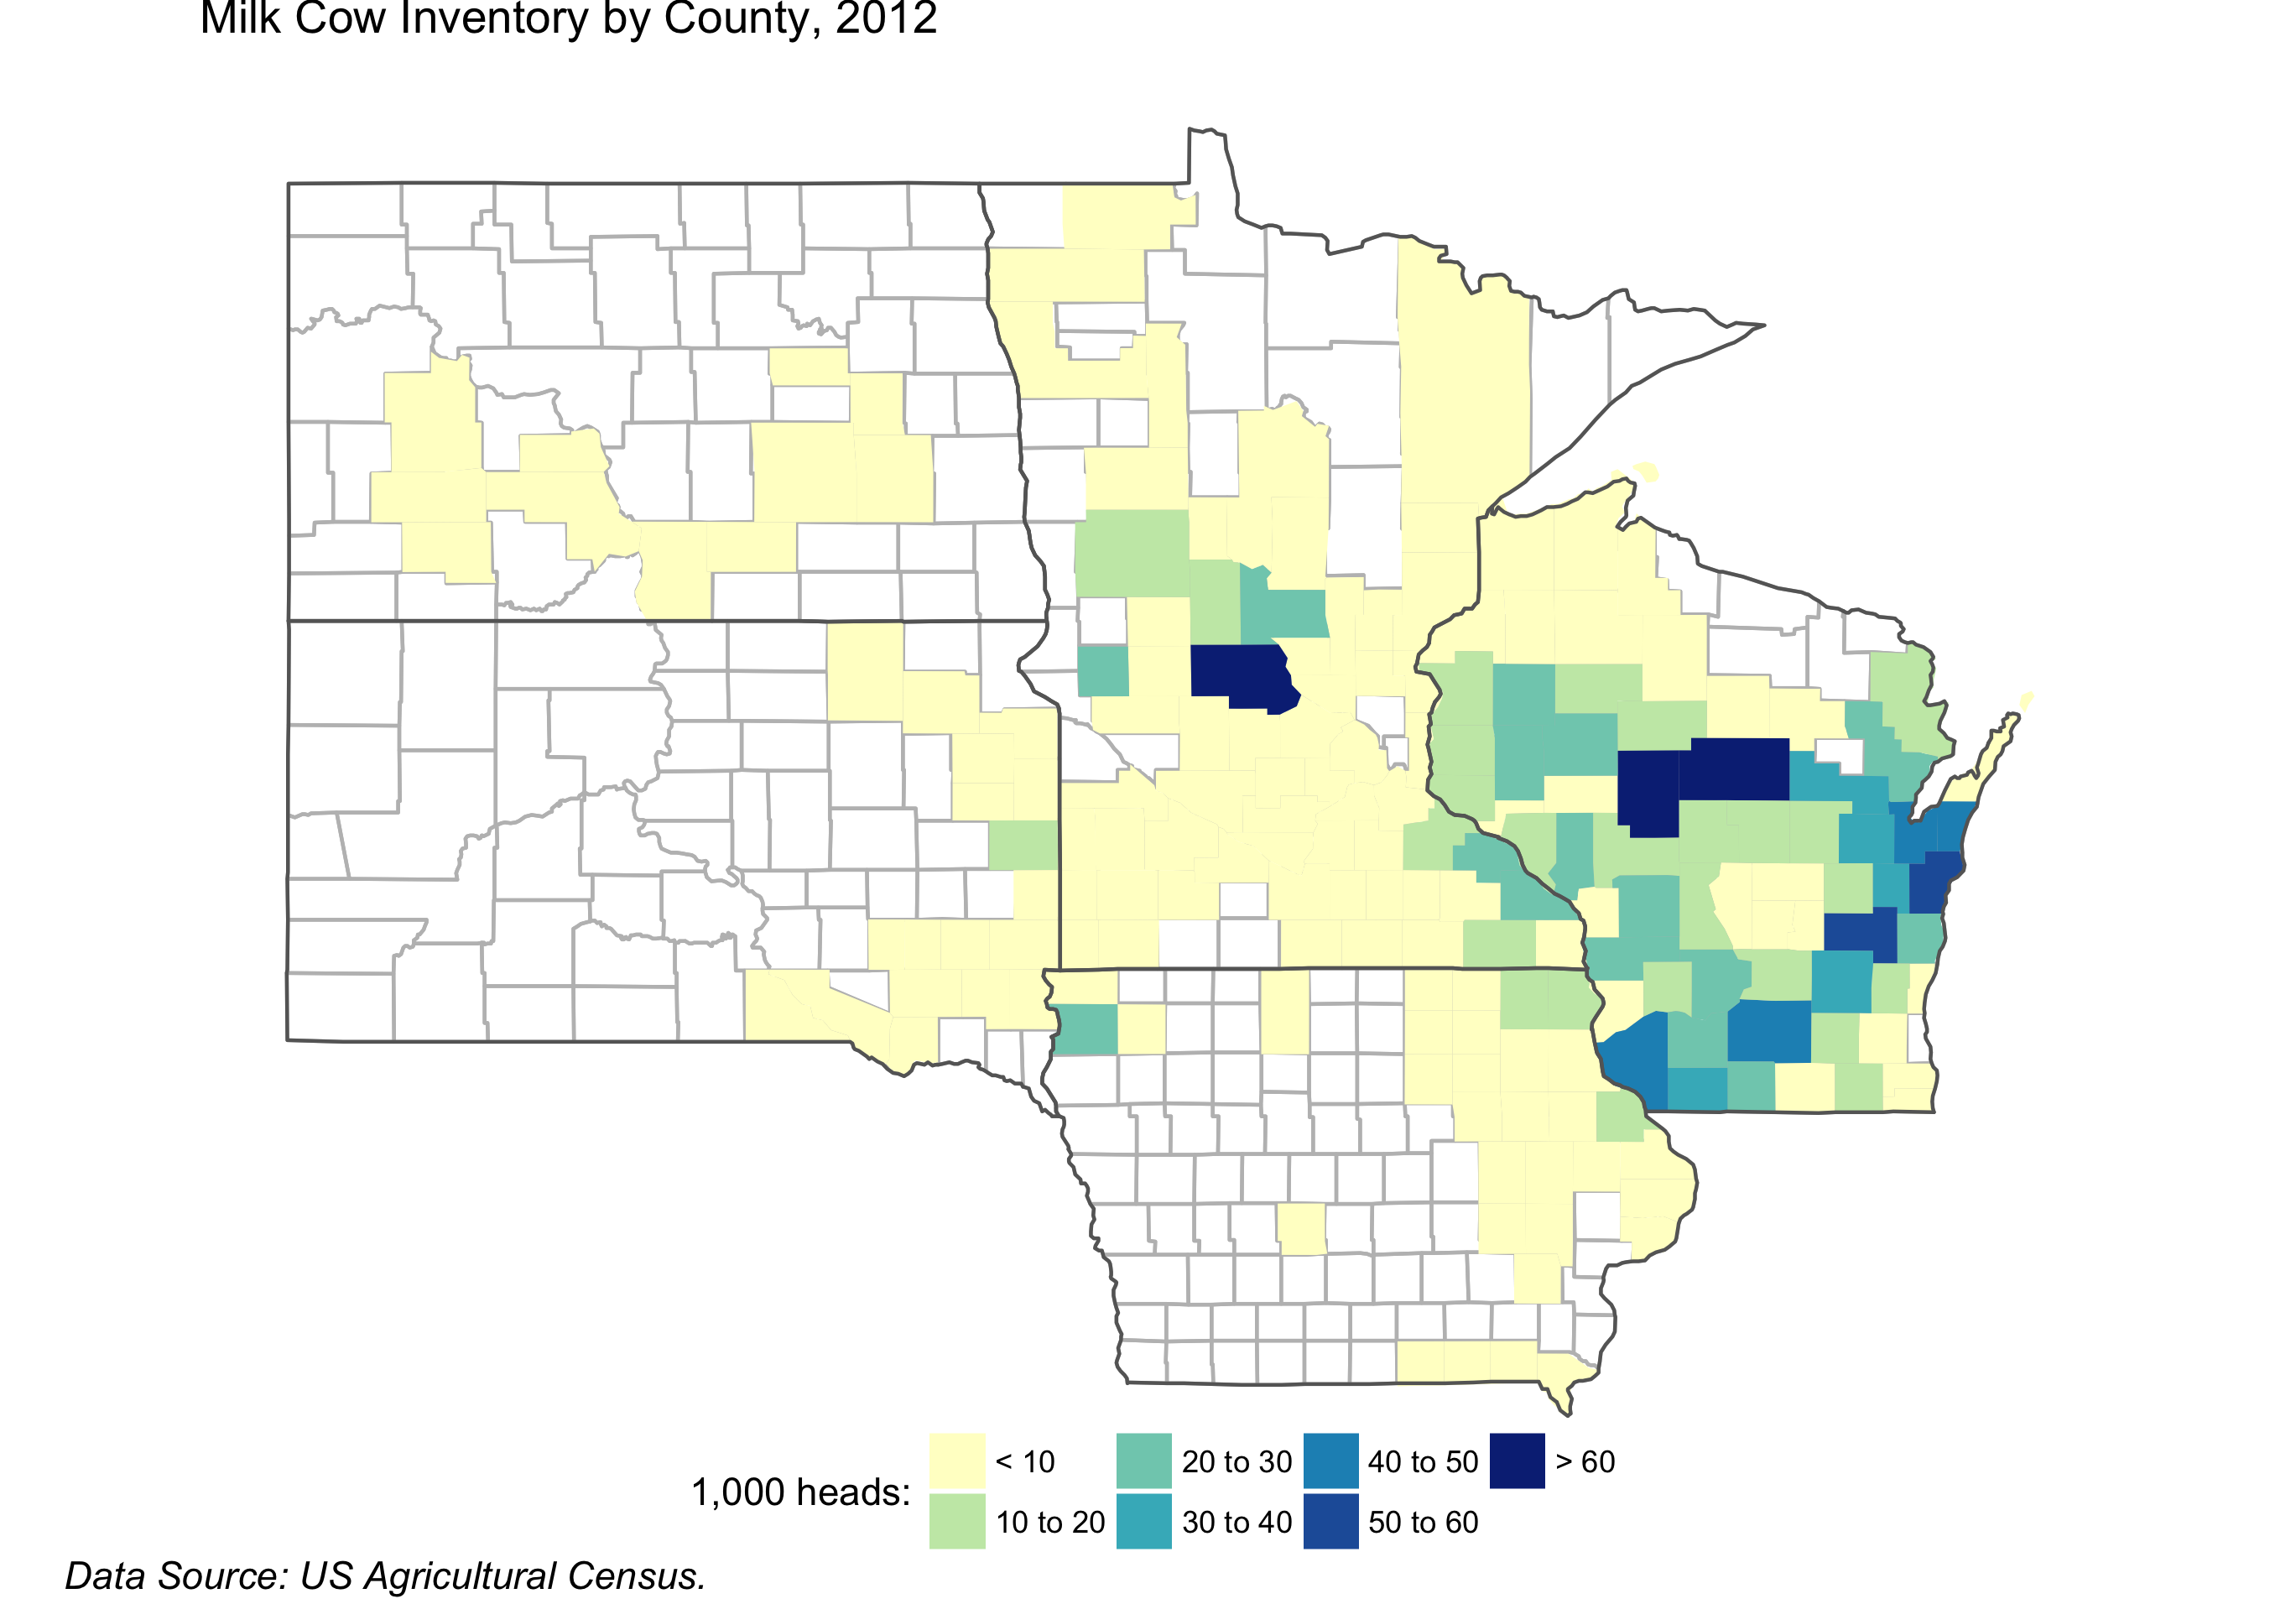 Milk Cow Inventory by County, 2012
1,000 heads:
< 10
20 to 30
40 to 50
> 60
10 to 20
30 to 40
50 to 60
Data Source: US Agricultural Census.